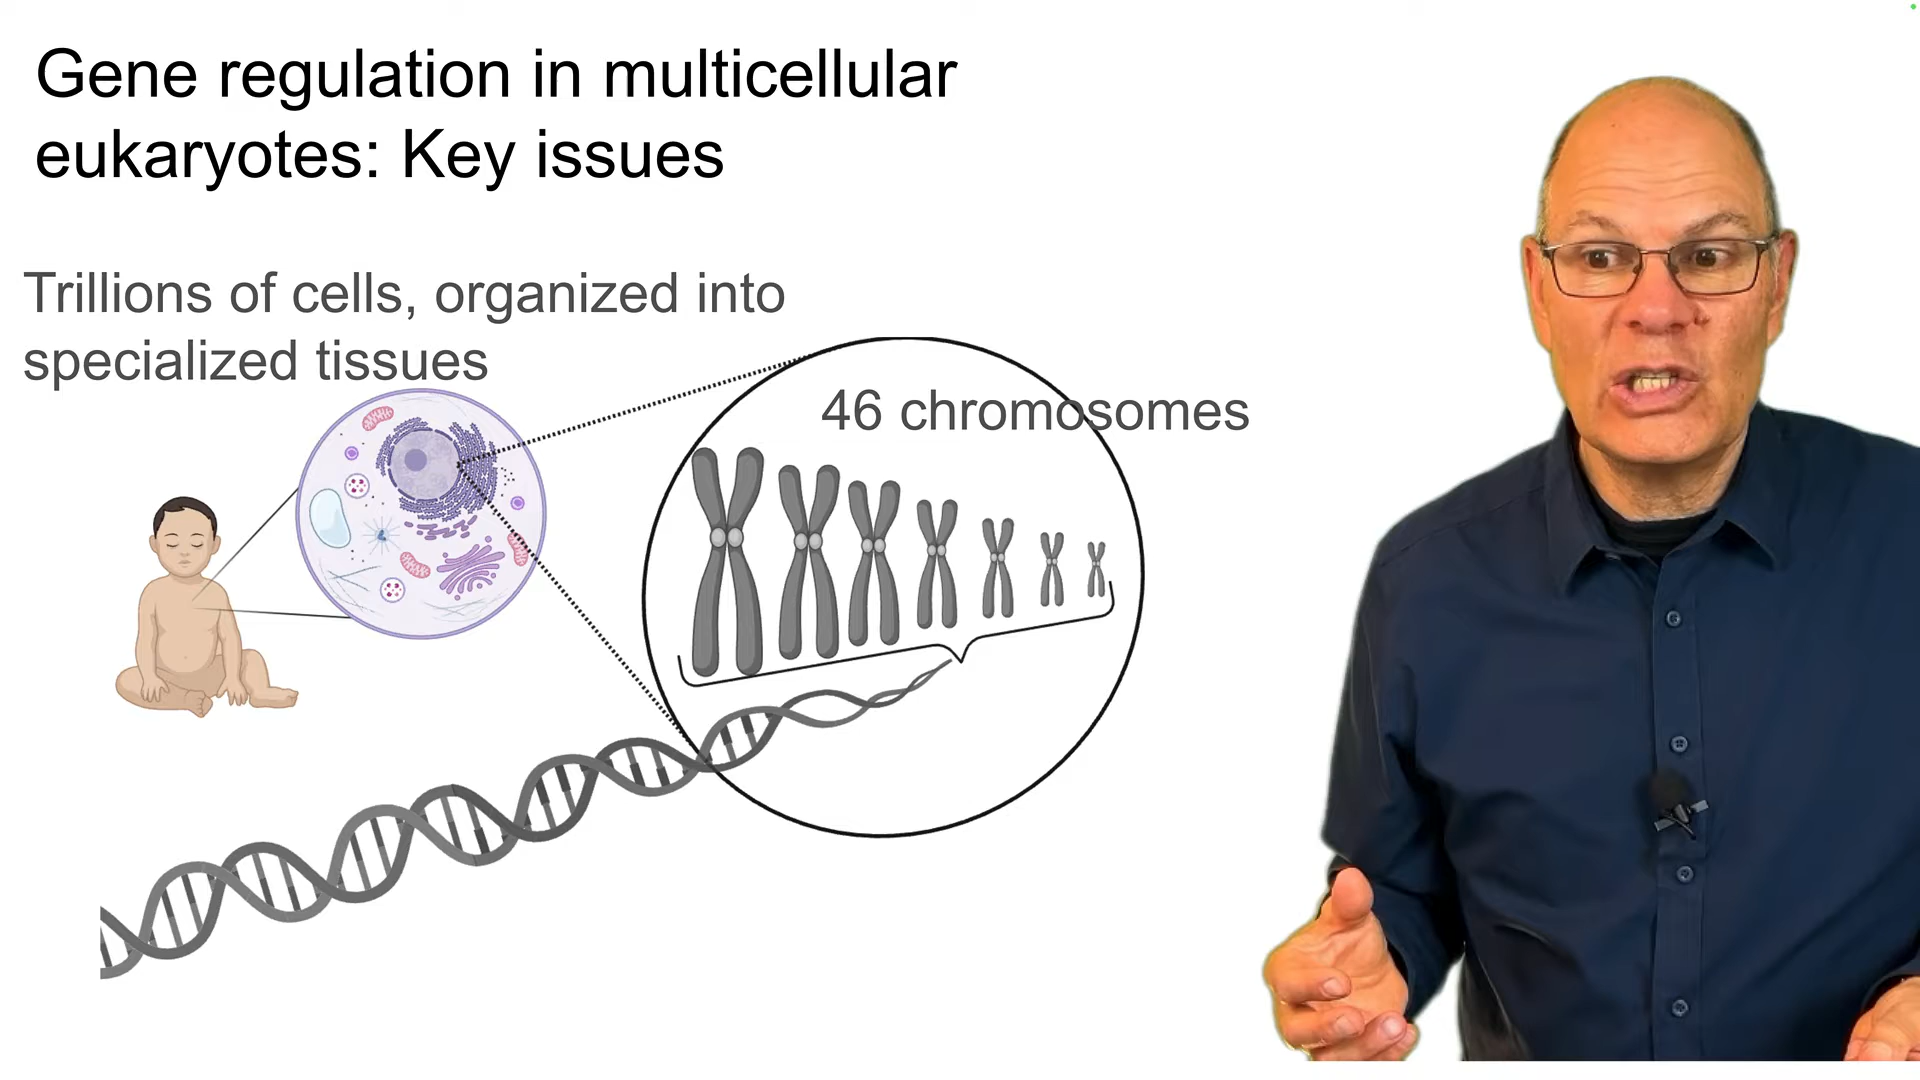 Gene regulation in multicellular
eukaryotes: Key issues
Trillions of cells, organized into
specialized tissues
46 chromosomes